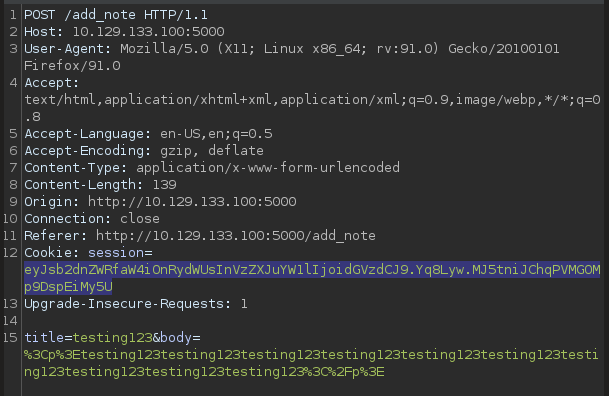 1 POST /add_note HTTP/1.1
2 Host: 10.129.133.100:5000
3 User-Agent: Mozilla/5.0 (X11; Linux x86_64; rv:91.0) Gecko/20100101
Firefox/91.0
4 Accept:
text/html,application/xhtml+xml,application/xml;q=0.9,image/webp,*/*;q=0
.8
5 Accept-Language: en-US,en;q=0.5
6 Accept-Encoding: gzip, deflate
7 Content-Type: application/x-www-form-urlencoded
8 Content-Length: 139
9 Origin: http://10.129.133.100:5000
10 Connection: close
11 Referer: http://10.129.133.100:5000/add_note
12 Cookie: session=
eyJsb2dnZWRfaW4iOnRydWUsInVzZXJuYW1lIjoidGVzdCJ9.Yq8Lyw.MJ5tniJChqPVMGOM
p9DspEiMy5U
13 Upgrade-Insecure-Requests: 1
14
15 title=testing123&body=
%3Cp%3Etesting123testing123testing123testing123testing123testing123testi
ng123testing123testing123testing123%3C%2Fp%3E